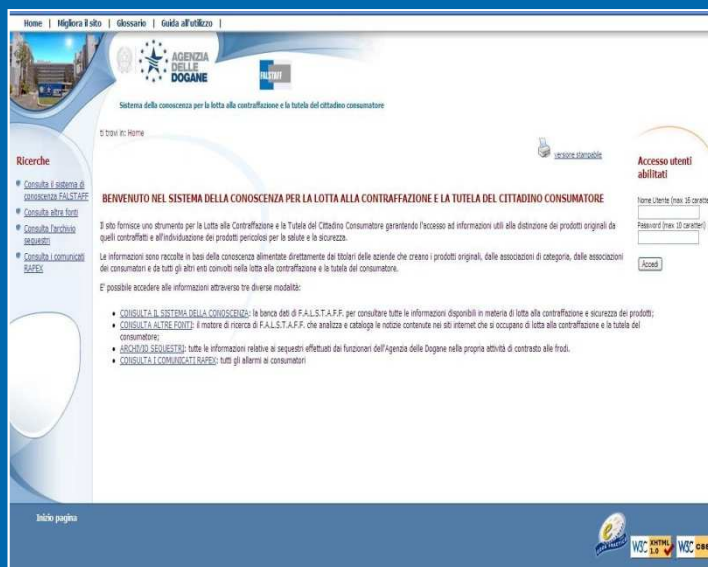 Home | Migliora il sito | Glossario | Guida all'utilizzo |
AGENZIA
DELLE
DOGANE
FALSTAFF
Sistema della conoscenza per la lotta alla contraffazione e la tutela del cittadino consumatore
ti trovi in: Home
versione stampabile
Ricerche
Consulta il sistema di
conoscenza FALSTAFF
Consulta altre fonti
Consulta l'archivio
sequestri
Consulta i comunicati
RAPEX
BENVENUTO NEL SISTEMA DELLA CONOSCENZA PER LA LOTTA ALLA CONTRAFFAZIONE E LA TUTELA DEL CITTADINO CONSUMATORE
Il sito fornisce uno strumento per la Lotta alla Contraffazione e la Tutela del Cittadino Consumatore garantendo l'accesso ad informazioni utili alla distinzione dei prodotti originali da
quelli contraffatti e all'individuazione dei prodotti pericolosi per la salute e la sicurezza.
Le informazioni sono raccolte in basi della conoscenza alimentate direttamente dai titolari delle aziende che creano i prodotti originali, dalle associazioni di categoria, dalle associazioni
dei consumatori e da tutti gli altri enti coinvolti nella lotta alla contraffazione e la tutela del consumatore.
E' possibile accedere alle informazioni attraverso tre diverse modalità:
CONSULTA IL SISTEMA DELLA CONOSCENZA: la banca dati di F.A.L.S.T.A.F.F. per consultare tutte le informazioni disponibili in materia di lotta alla contraffazione e sicurezza dei prodotti;
CONSULTA ALTRE FONTI: il motore di ricerca di F.A.L.S.T.A.F.F. che analizza e cataloga le notizie contenute nei siti internet che si occupano di lotta alla contraffazione e la tutela del
consumatore;
ARCHIVIO SEQUESTRI: tutte le informazioni relative ai sequestri effettuati dai funzionari dell'Agenzia delle Dogane nella propria attività di contrasto alle frodi.
CONSULTA I COMUNICATI RAPEX: tutti gli allarmi ai consumatori
Accesso utenti
abilitati
Nome Utente (max 16 caratte
Password (max 10 caratteri)
Accedi
Inizio pagina
W3C XHTML 1.0
W3C css